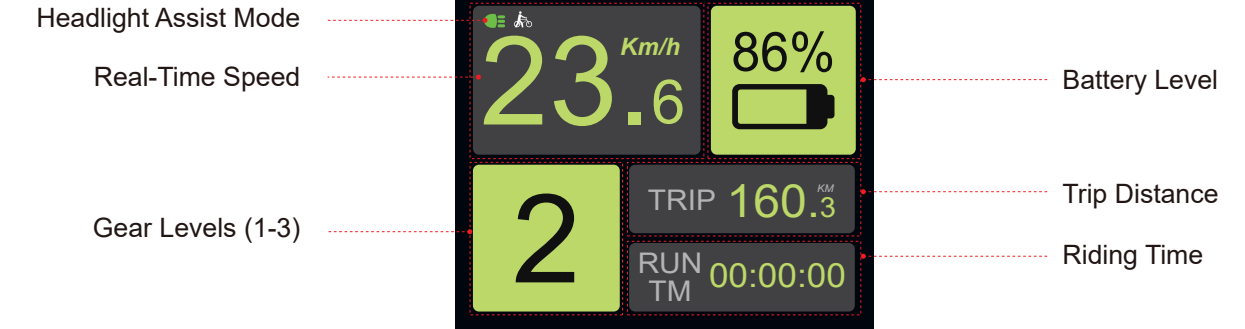 Headlight Assist Mode
Real-Time Speed
Gear Levels (1-3)
Km/h
23.6
86%
2
TRIP 160.3 KM
RUN TM 00:00:00
Battery Level
Trip Distance
Riding Time